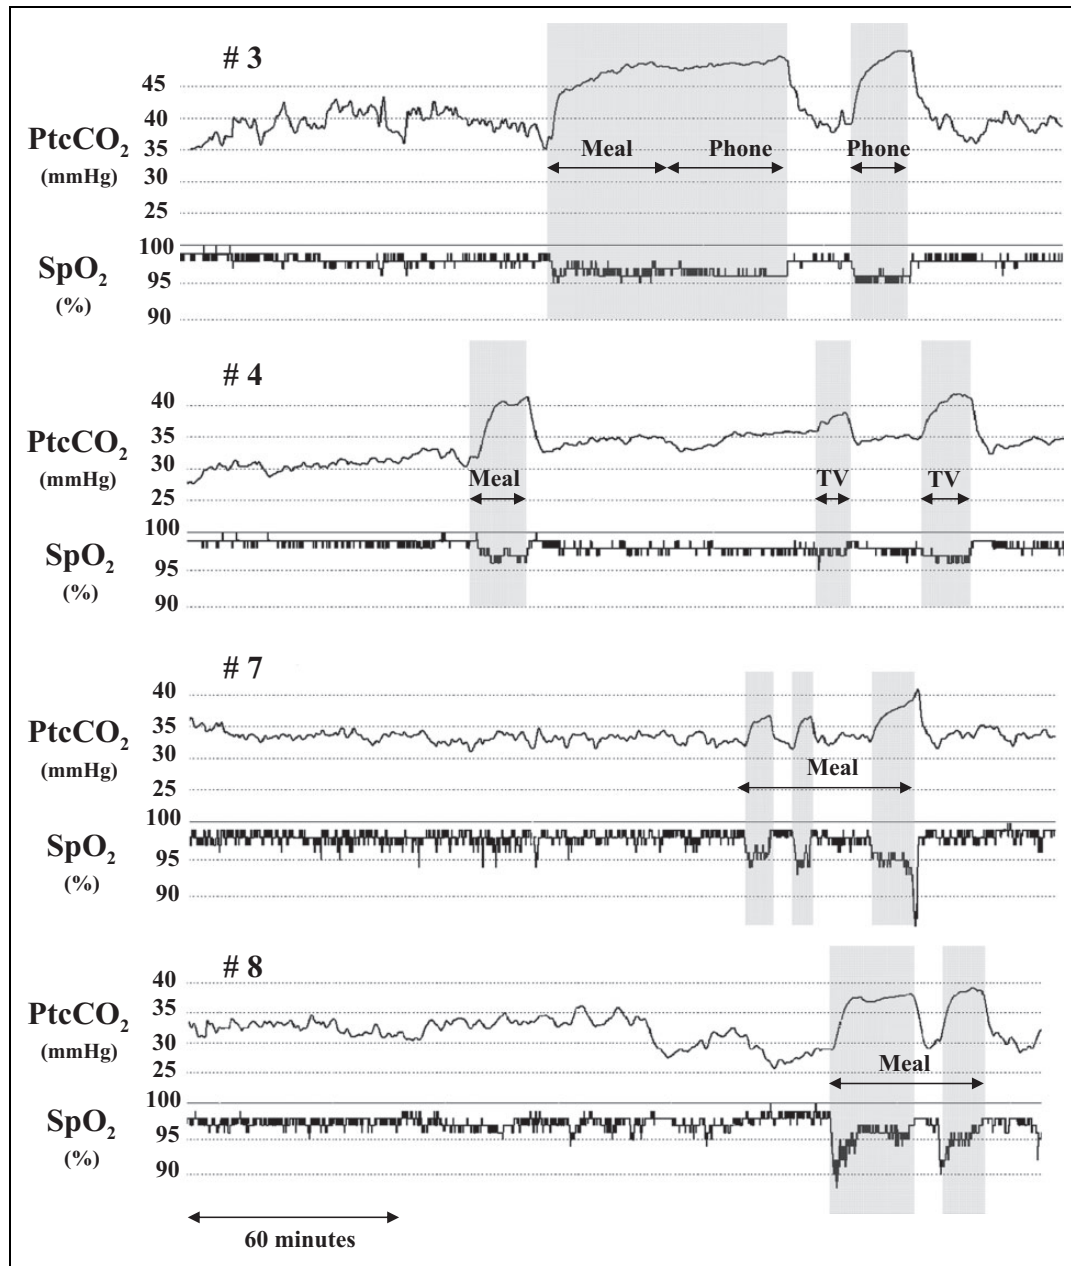 # 3
45
40
35
30
25
PtcCO2
(mmHg)
Meal Phone Phone
100
95
90
SpO2
(%)
# 4
40
35
30
25
PtcCO2
(mmHg)
Meal TV TV
100
95
90
SpO2
(%)
# 7
40
35
30
25
PtcCO2
(mmHg)
Meal
100
95
90
SpO2
(%)
# 8
40
35
30
25
PtcCO2
(mmHg)
Meal
100
95
90
SpO2
(%)
60 minutes